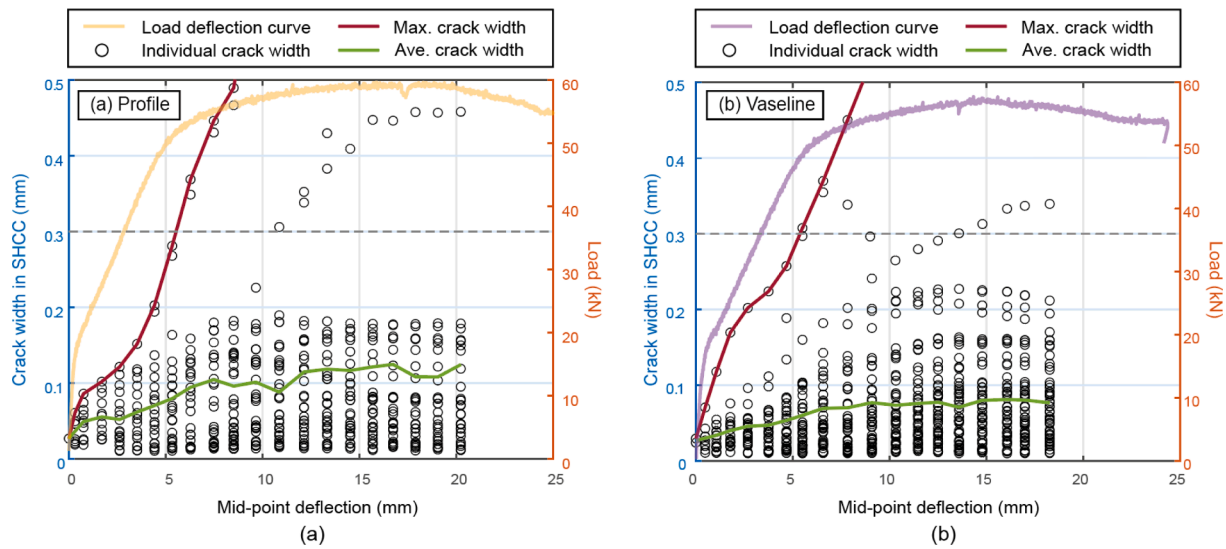 Load deflection curve Max. crack width
Individual crack width Ave. crack width
(a) Profile
0.5
0.4
0.3
0.2
0.1
0
Crack width in SHCC (mm)
60
50
40
30
20
10
0
Load (kN)
0 5 10 15 20 25
Mid-point deflection (mm)
(a)
Load deflection curve Max. crack width
Individual crack width Ave. crack width
(b) Vaseline
0.5
0.4
0.3
0.2
0.1
0
Crack width in SHCC (mm)
60
50
40
30
20
10
0
Load (kN)
0 5 10 15 20 25
Mid-point deflection (mm)
(b)